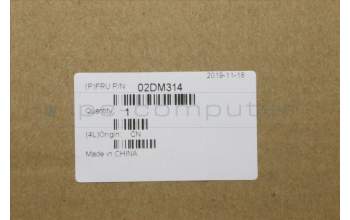 2019-11-18
(P)FRU P/N: 02DM314
Quantity: 1
(4L)Origin: CN
Made in CHINA